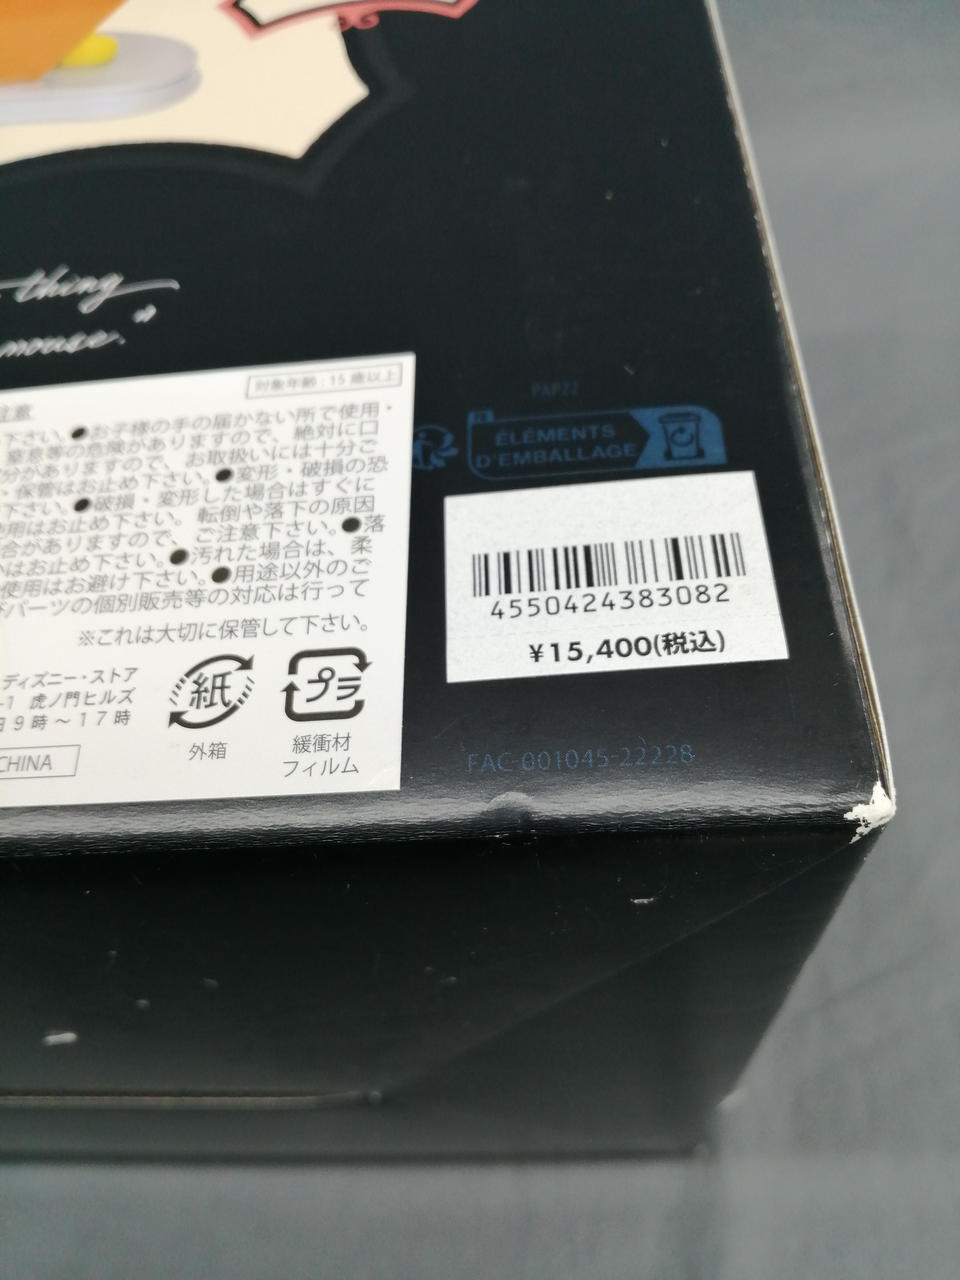 thing
mouse."
対象年齢:15歳以上
注意
下さい。●お子様の手の届かない所で使用・
窒息等の危険がありますので、絶対に口
がありますので、お取扱いには十分ご
・保管はお止め下さい。●変形・破損の恐
下さい。●破損・変形した場合はすぐに
使用はお止め下さい。転倒や落下の原因
合がありますので、ご注意下さい。●落
はお止め下さい。●汚れた場合は、柔
使用はお避け下さい。●用途以外のご
パーツの個別販売等の対応は行って
※これは大切に保管して下さい。
ディズニー・ストア
-1 虎ノ門ヒルズ
9時~17時
CHINA
紙
外箱
プラ
緩衝材
フィルム
PAP22
FR
ÉLÉMENTS
D'EMBALLAGE
4550424383082
¥15,400(税込)
FAC-001045-22228